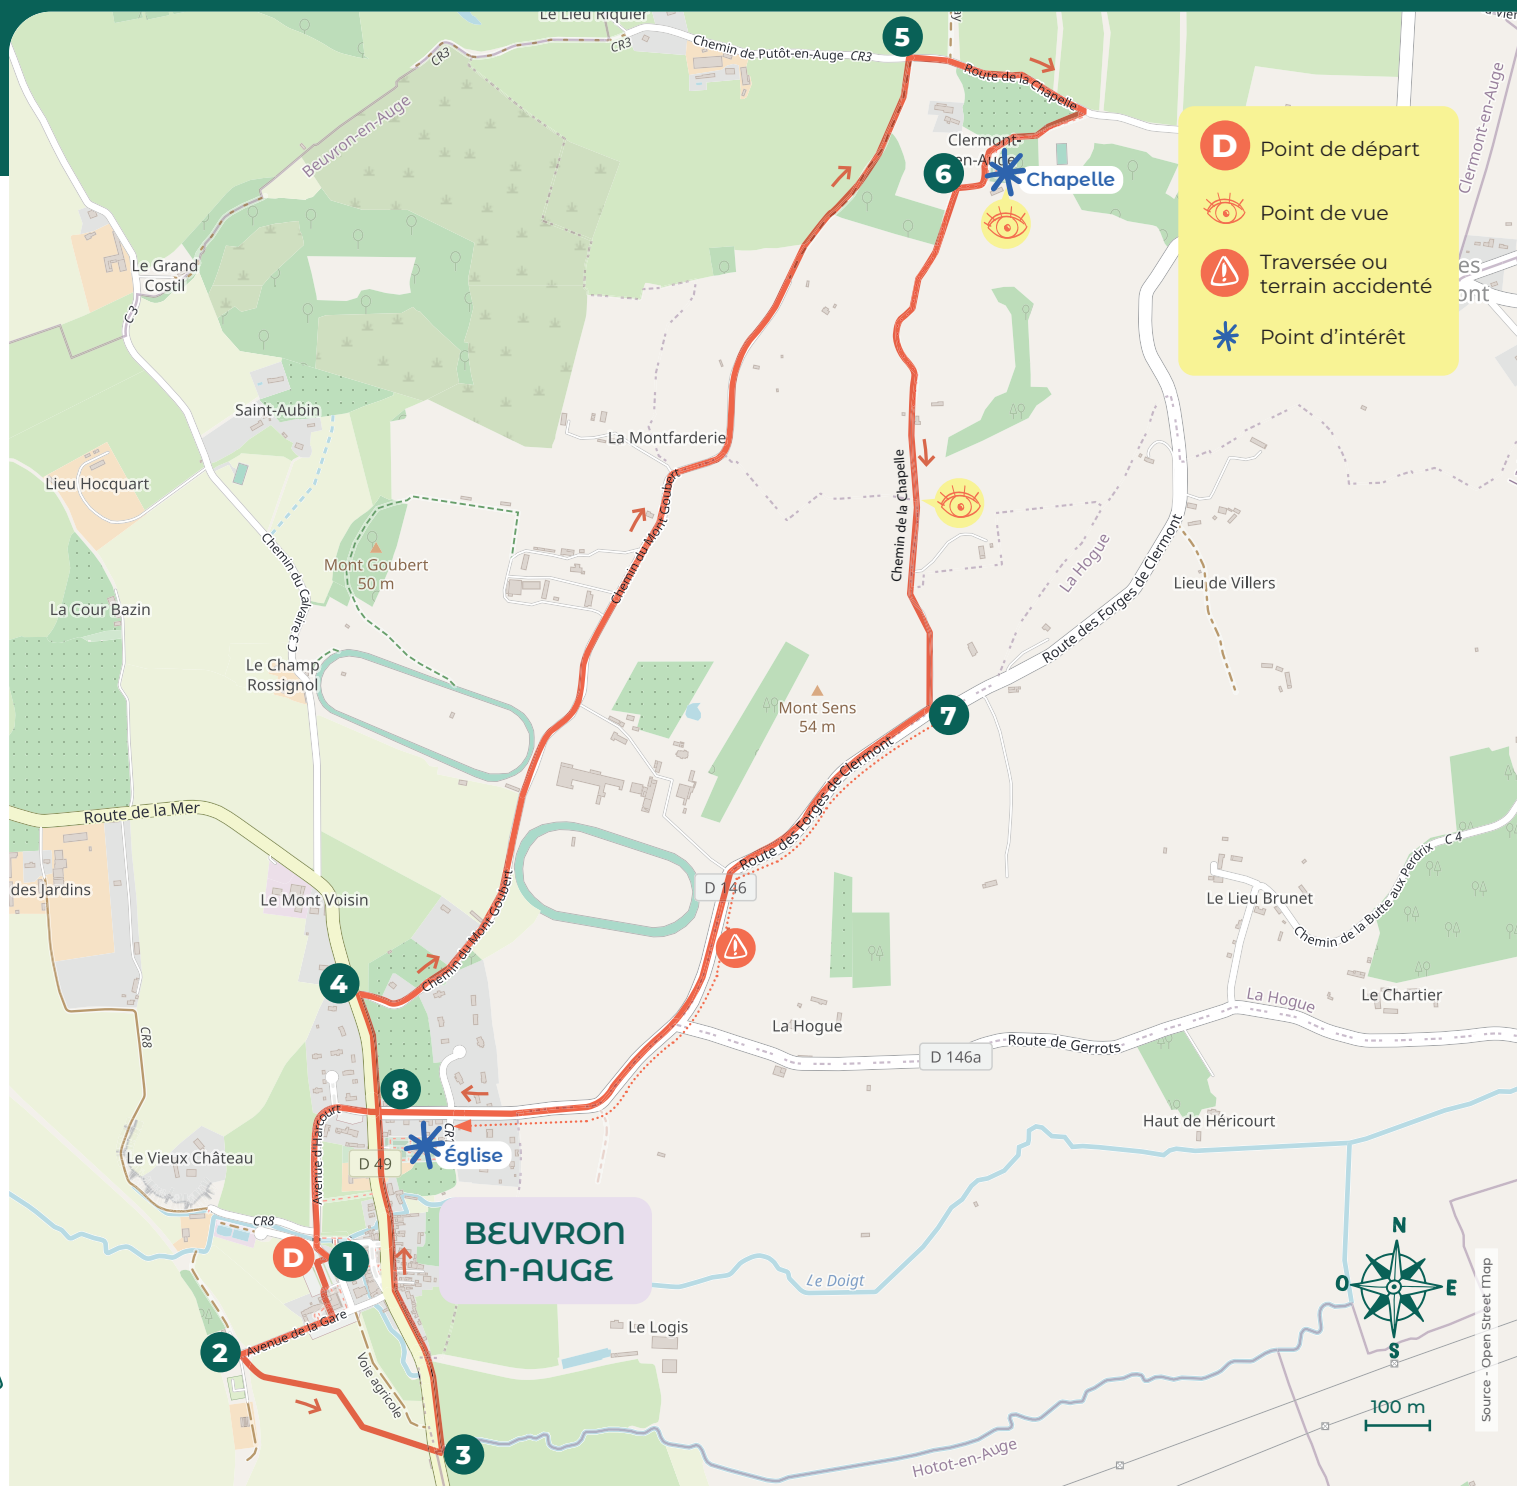 Le Lieu Riquier
CR3
CR3
Chemin de Putôt-en-Auge CR3
5
Route de la Chapelle
Beuvron-en-Auge
Clermont-
en-Auge
6
Chapelle
Clermont-en-Auge
D Point de départ
Point de vue
Traversée ou
terrain accidenté
Point d'intérêt
Le Grand
Costil
C 3
Saint-Aubin
La Montfarderie
Lieu Hocquart
Chemin du Mont Goubert
Chemin de la Chapelle
Mont Goubert
50 m
Chemin du Calvaire C 3
La Hogue
Route des Forges de Clermont
Lieu de Villers
La Cour Bazin
Le Champ
Rossignol
Mont Sens
54 m
7
Route des Forges de Clermont
Route de la Mer
D 146
des Jardins
Le Mont Voisin
Chemin du Mont Goubert
Le Lieu Brunet
Chemin de la Butte aux Perdrix C 4
4
La Hogue
Le Chartier
La Hogue
D 146a
Route de Gerrots
CR8
8
Avenue d'Harcourt
Haut de Héricourt
Église
D 49
Le Vieux Château
CR8
D
1
BEUVRON
EN-AUGE
Le Doigt
N
O
E
S
Le Logis
2
Avenue de la Gare
Voie agricole
3
Hotot-en-Auge
100 m
Source - Open Street Map